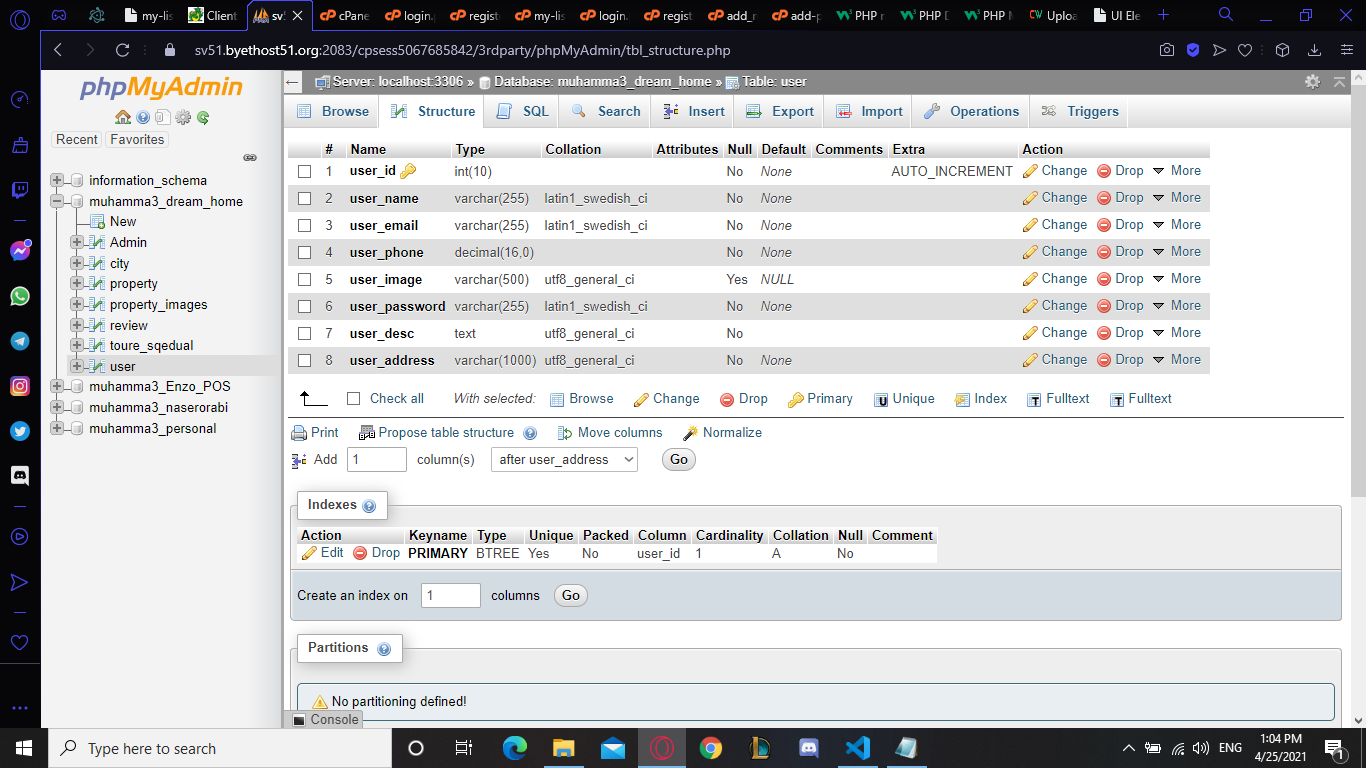 my-lis
Client
sv5
cPane
login.
registe
my-lis
login.
registe
add_n
add-p
PHP r
PHP D
PHP M
Uploa
UI Ele
sv51.byethost51.org:2083/cpsess5067685842/3rdparty/phpMyAdmin/tbl_structure.php
phpMyAdmin
Recent Favorites
information_schema
muhamma3_dream_home
New
Admin
city
property
property_images
review
toure_sqedual
user
muhamma3_Enzo_POS
muhamma3_naserorabi
muhamma3_personal
Server: localhost:3306 » Database: muhamma3_dream_home » Table: user
Browse Structure SQL Search Insert Export Import Operations Triggers
# Name Type Collation Attributes Null Default Comments Extra Action
1 user_id int(10) No None AUTO_INCREMENT Change Drop More
2 user_name varchar(255) latin1_swedish_ci No None Change Drop More
3 user_email varchar(255) latin1_swedish_ci No None Change Drop More
4 user_phone decimal(16,0) No None Change Drop More
5 user_image varchar(500) utf8_general_ci Yes NULL Change Drop More
6 user_password varchar(255) latin1_swedish_ci No None Change Drop More
7 user_desc text utf8_general_ci No Change Drop More
8 user_address varchar(1000) utf8_general_ci No None Change Drop More
Check all With selected: Browse Change Drop Primary Unique Index Fulltext Fulltext
Print Propose table structure Move columns Normalize
Add 1 column(s) after user_address Go
Indexes
Action Keyname Type Unique Packed Column Cardinality Collation Null Comment
Edit Drop PRIMARY BTREE Yes No user_id 1 A No
Create an index on 1 columns Go
Partitions
No partitioning defined!
Console
Type here to search
ENG
1:04 PM
4/25/2021
1